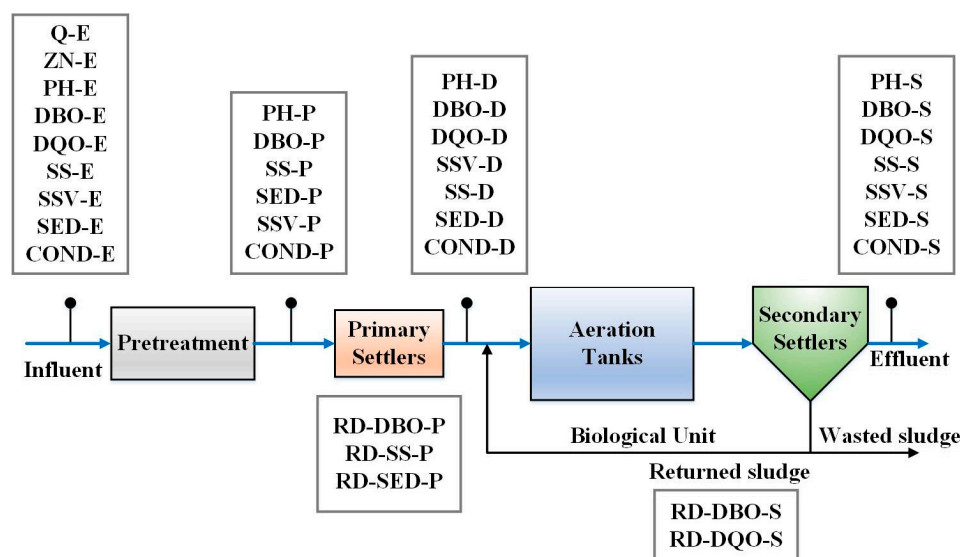 Q-E
ZN-E
PH-E
DBO-E
DQO-E
SS-E
SSV-E
SED-E
COND-E
PH-P
DBO-P
SS-P
SED-P
SSV-P
COND-P
PH-D
DBO-D
DQO-D
SSV-D
SS-D
SED-D
COND-D
PH-S
DBO-S
DQO-S
SS-S
SSV-S
SED-S
COND-S
Influent
Pretreatment
Primary
Settlers
Aeration
Tanks
Secondary
Settlers
Effluent
RD-DBO-P
RD-SS-P
RD-SED-P
Biological Unit
Wasted sludge
Returned sludge
RD-DBO-S
RD-DQO-S